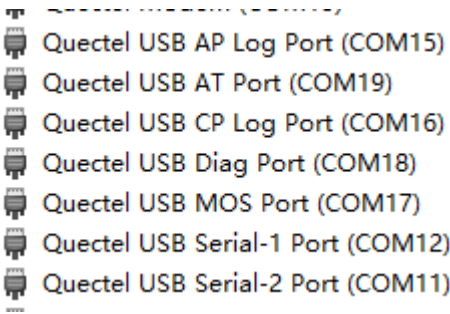 Quectel USB AP Log Port (COM15)
Quectel USB AT Port (COM19)
Quectel USB CP Log Port (COM16)
Quectel USB Diag Port (COM18)
Quectel USB MOS Port (COM17)
Quectel USB Serial-1 Port (COM12)
Quectel USB Serial-2 Port (COM11)